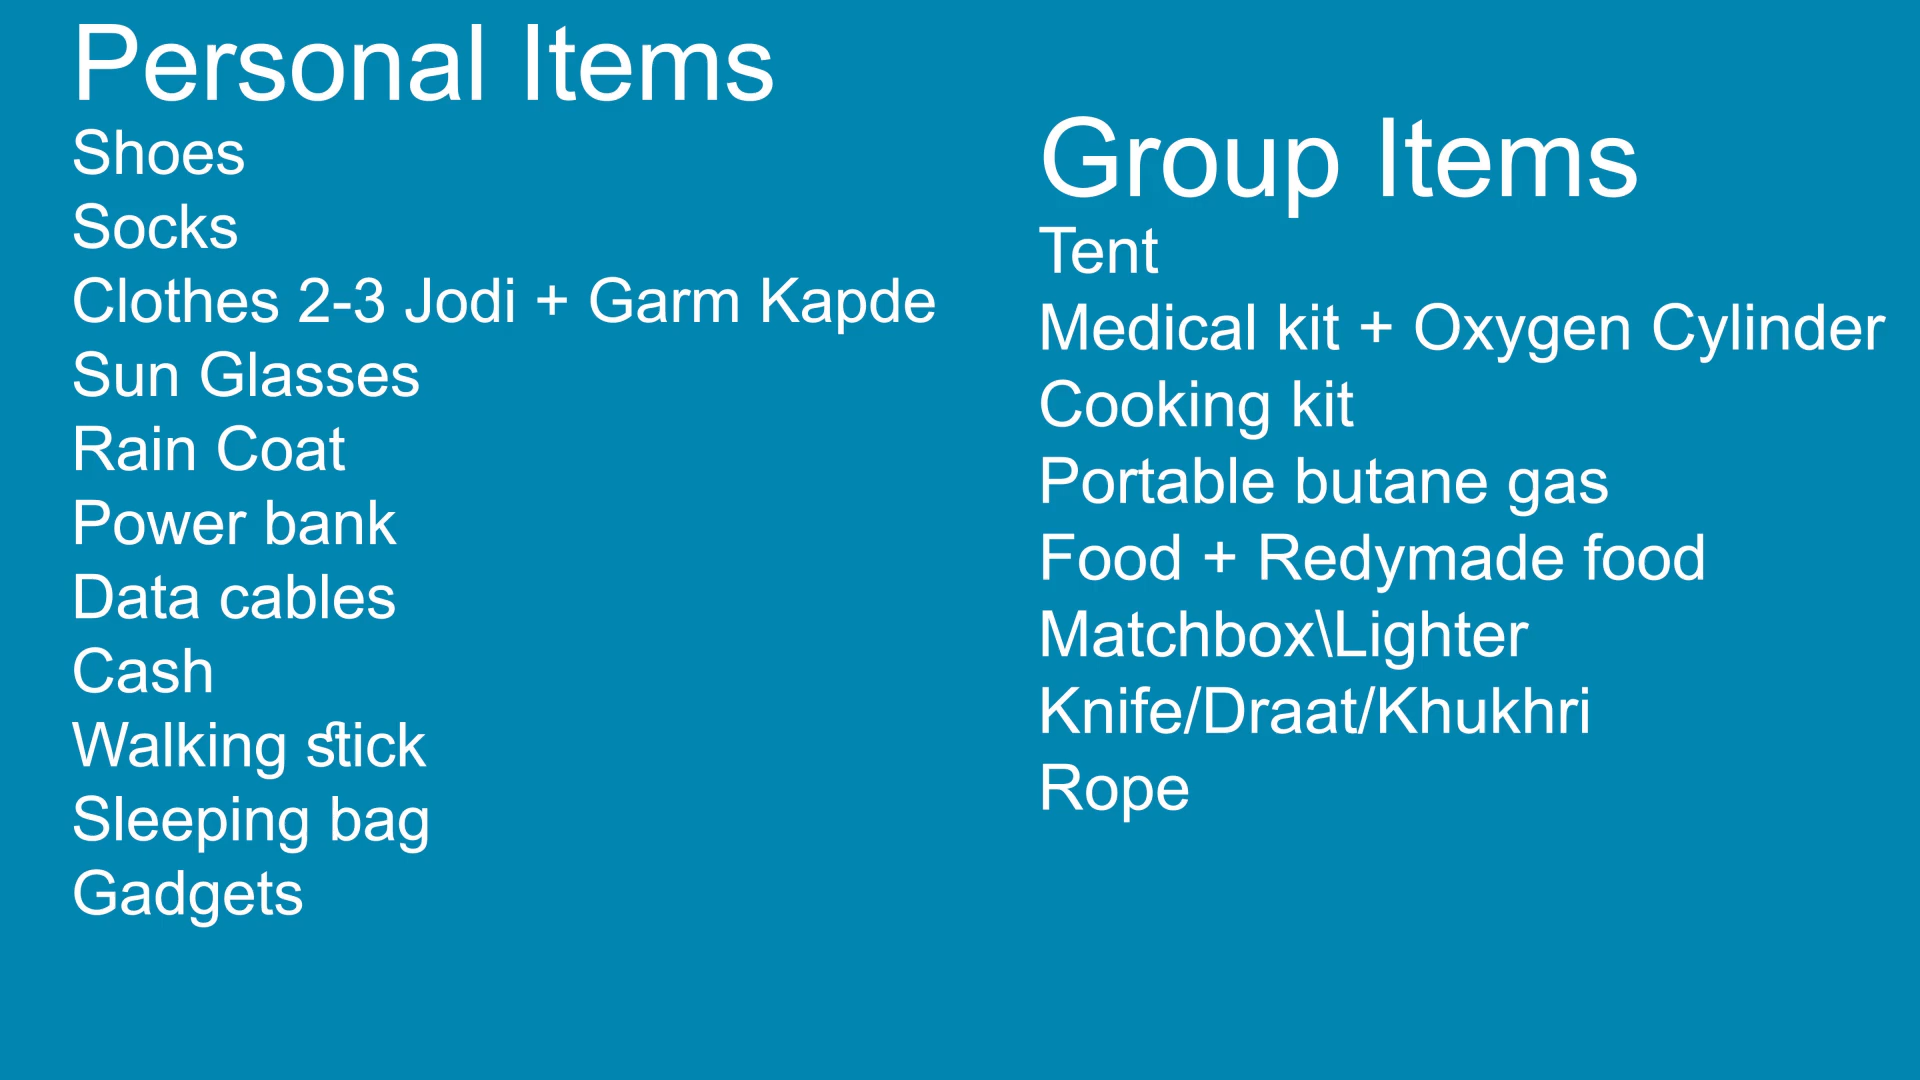 Personal Items
Shoes
Socks
Clothes 2-3 Jodi + Garm Kapde
Sun Glasses
Rain Coat
Power bank
Data cables
Cash
Walking stick
Sleeping bag
Gadgets
Group Items
Tent
Medical kit + Oxygen Cylinder
Cooking kit
Portable butane gas
Food + Redymade food
Matchbox\Lighter
Knife/Draat/Khukhri
Rope